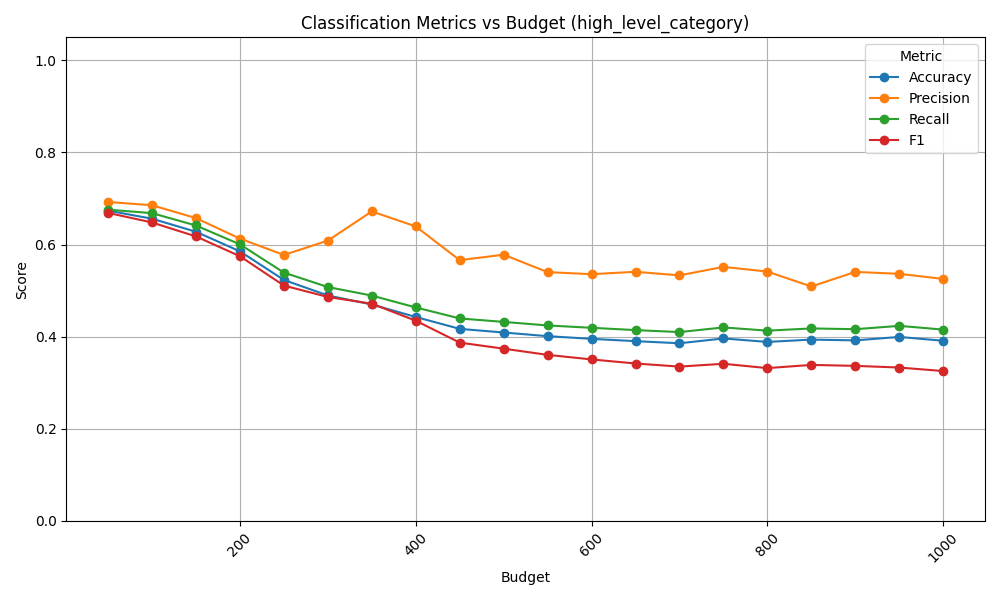 Classification Metrics vs Budget (high_level_category)
Metric
Accuracy
Precision
Recall
F1
Score
1.0
0.8
0.6
0.4
0.2
0.0
200
400
600
800
1000
Budget